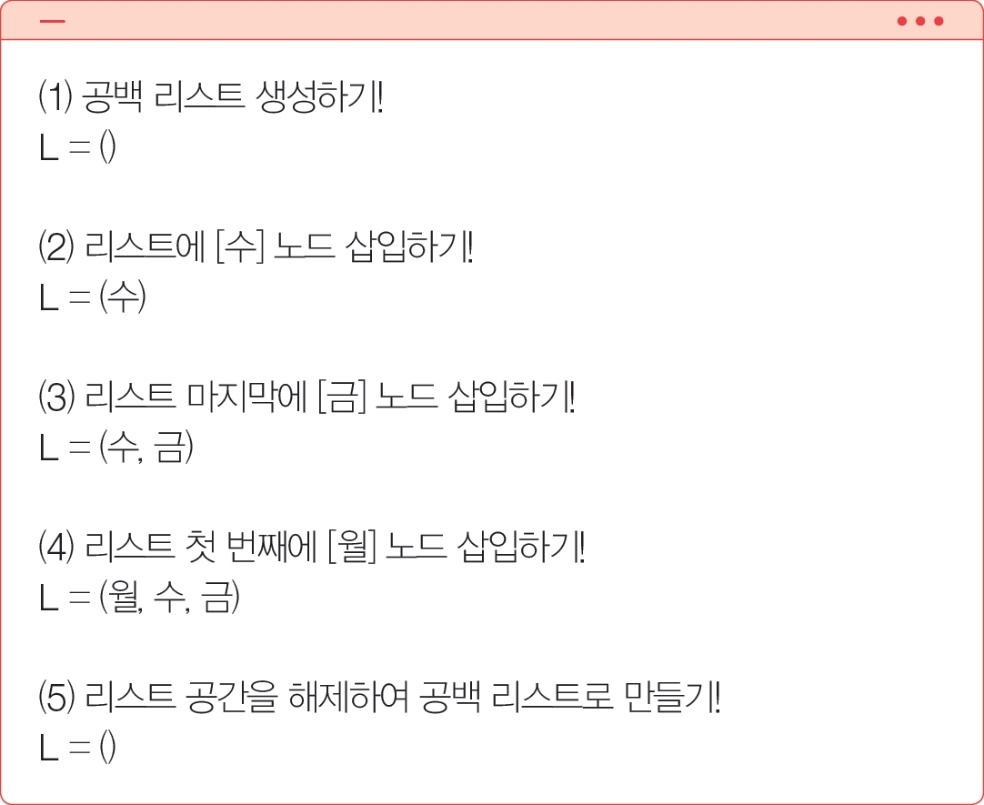 (1) 공백 리스트 생성하기!
L = ()
(2) 리스트에 [수] 노드 삽입하기!
L = (수)
(3) 리스트 마지막에 [금] 노드 삽입하기!
L = (수, 금)
(4) 리스트 첫 번째에 [월] 노드 삽입하기!
L = (월, 수, 금)
(5) 리스트 공간을 해제하여 공백 리스트로 만들기!
L = ()